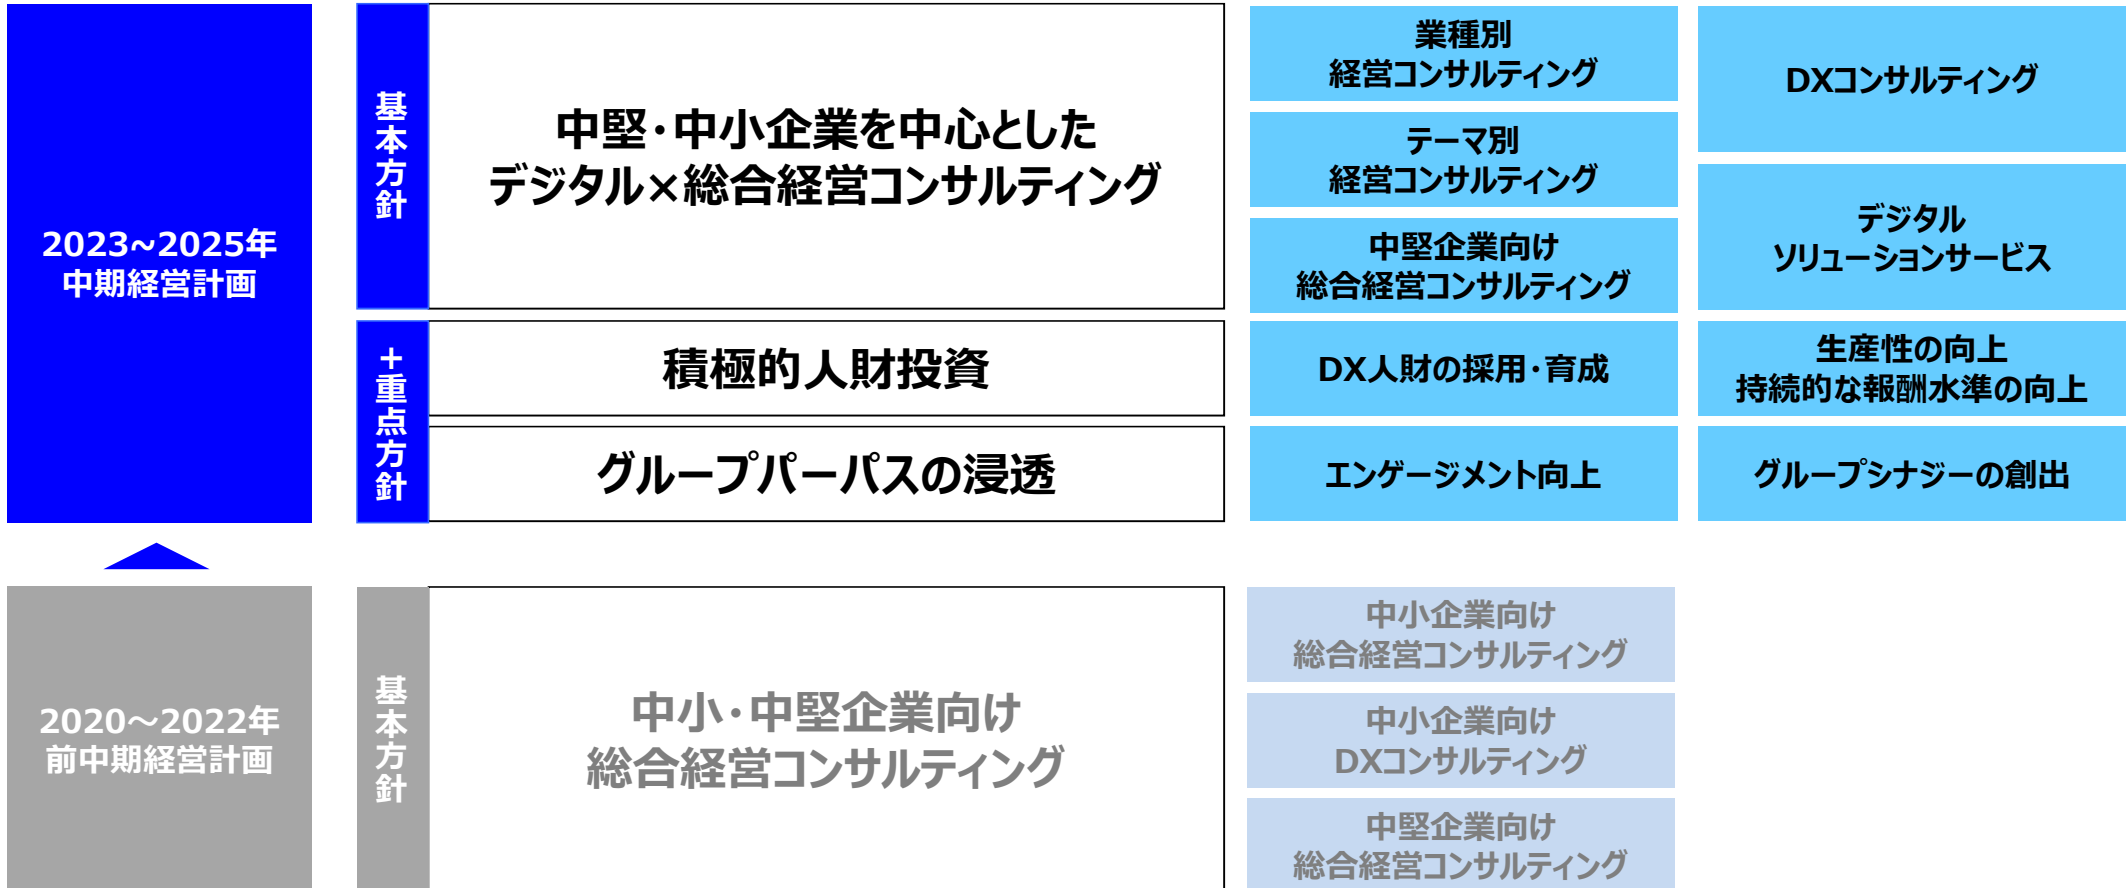 2023~2025年
中期経営計画
基本方針
中堅・中小企業を中心とした
デジタル×総合経営コンサルティング
業種別
経営コンサルティング
テーマ別
経営コンサルティング
中堅企業向け
総合経営コンサルティング
DXコンサルティング
デジタル
ソリューションサービス
+重点方針
積極的人財投資
DX人財の採用・育成
生産性の向上
持続的な報酬水準の向上
グループパーパスの浸透
エンゲージメント向上
グループシナジーの創出
2020～2022年
前中期経営計画
基本方針
中小・中堅企業向け
総合経営コンサルティング
中小企業向け
総合経営コンサルティング
中小企業向け
DXコンサルティング
中堅企業向け
総合経営コンサルティング